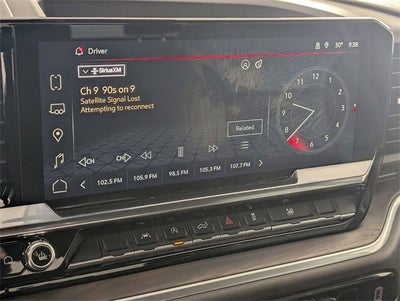 Driver
30° 9:38
SiriusXM
Ch 9 90s on 9
Satellite Signal Lost
Attempting to reconnect
12
1
2
3
4
5
6
7
8
9
10
11
Related
CH CH
102.5 FM 105.9 FM 98.5 FM 105.3 FM 107.7 FM